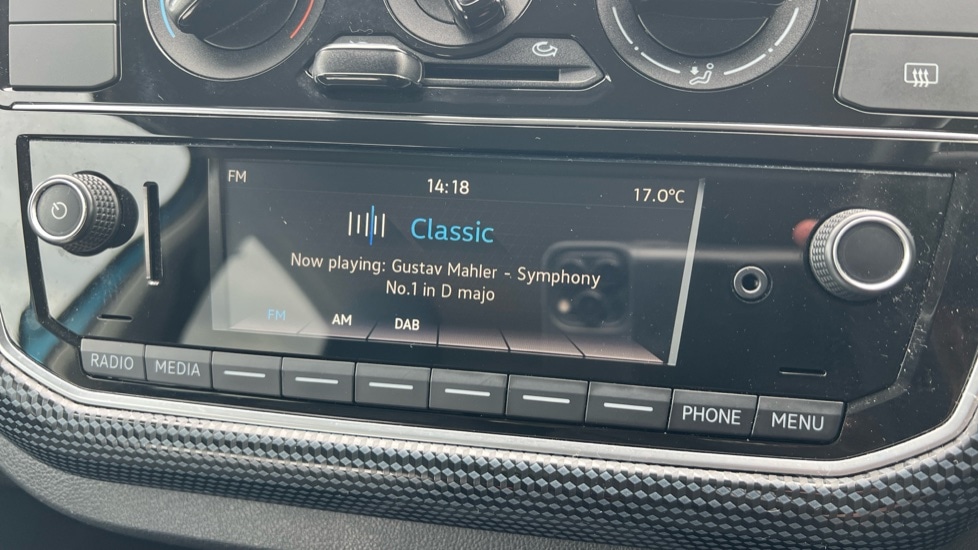 FM 14:18 17.0°C
Classic
Now playing: Gustav Mahler - Symphony
No.1 in D majo
FM AM DAB
RADIO MEDIA PHONE MENU